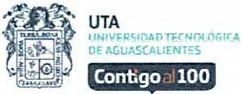 UTA
UNIVERSIDAD TECNOLÓGICA
DE AGUASCALIENTES
Contigo al 100